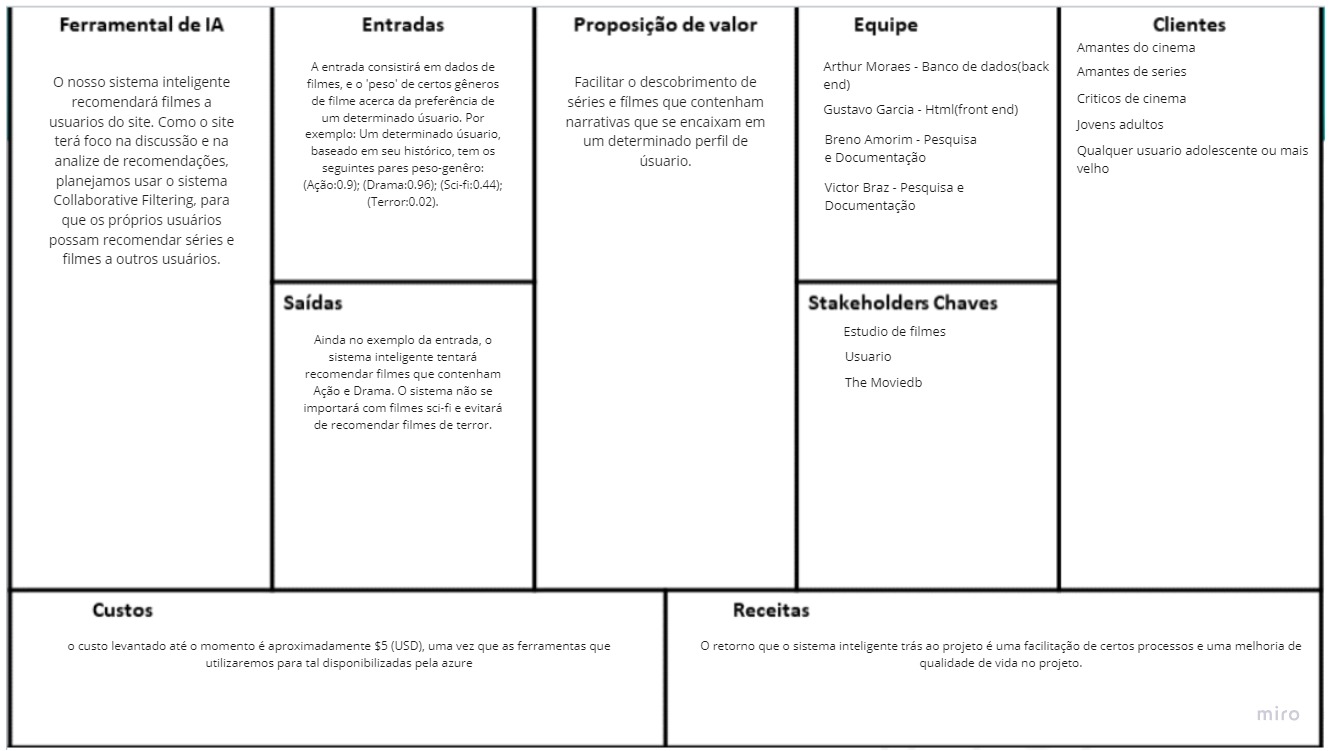 Ferramental de IA
O nosso sistema inteligente
recomendará filmes a
usuarios do site. Como o site
terá foco na discussão e na
analize de recomendações,
planejamos usar o sistema
Collaborative Filtering, para
que os próprios usuários
possam recomendar séries e
filmes a outros usuários.
Entradas
A entrada consistirá em dados de
filmes, e o 'peso' de certos gêneros
de filme acerca da preferência de
um determinado úsuario. Por
exemplo: Um determinado úsuario,
baseado em seu histórico, tem os
seguintes pares peso-genêro:
(Ação:0.9); (Drama:0.96); (Sci-fi:0.44);
(Terror:0.02).
Saídas
Ainda no exemplo da entrada, o
sistema inteligente tentará
recomendar filmes que contenham
Ação e Drama. O sistema não se
importará com filmes sci-fi e evitará
de recomendar filmes de terror.
Proposição de valor
Facilitar o descobrimento de
séries e fílmes que contenham
narrativas que se encaixam em
um determinado perfil de
úsuario.
Equipe
Arthur Moraes - Banco de dados(back
end)
Gustavo Garcia - Html(front end)
Breno Amorim - Pesquisa
e Documentação
Victor Braz - Pesquisa e
Documentação
Stakeholders Chaves
Estudio de filmes
Usuario
The Moviedb
Clientes
Amantes do cinema
Amantes de series
Criticos de cinema
Jovens adultos
Qualquer usuario adolescente ou mais
velho
Custos
o custo levantado até o momento é aproximadamente $5 (USD), uma vez que as ferramentas que
utilizaremos para tal disponibilizadas pela azure
Receitas
O retorno que o sistema inteligente trás ao projeto é uma facilitação de certos processos e uma melhoria de
qualidade de vida no projeto.
miro